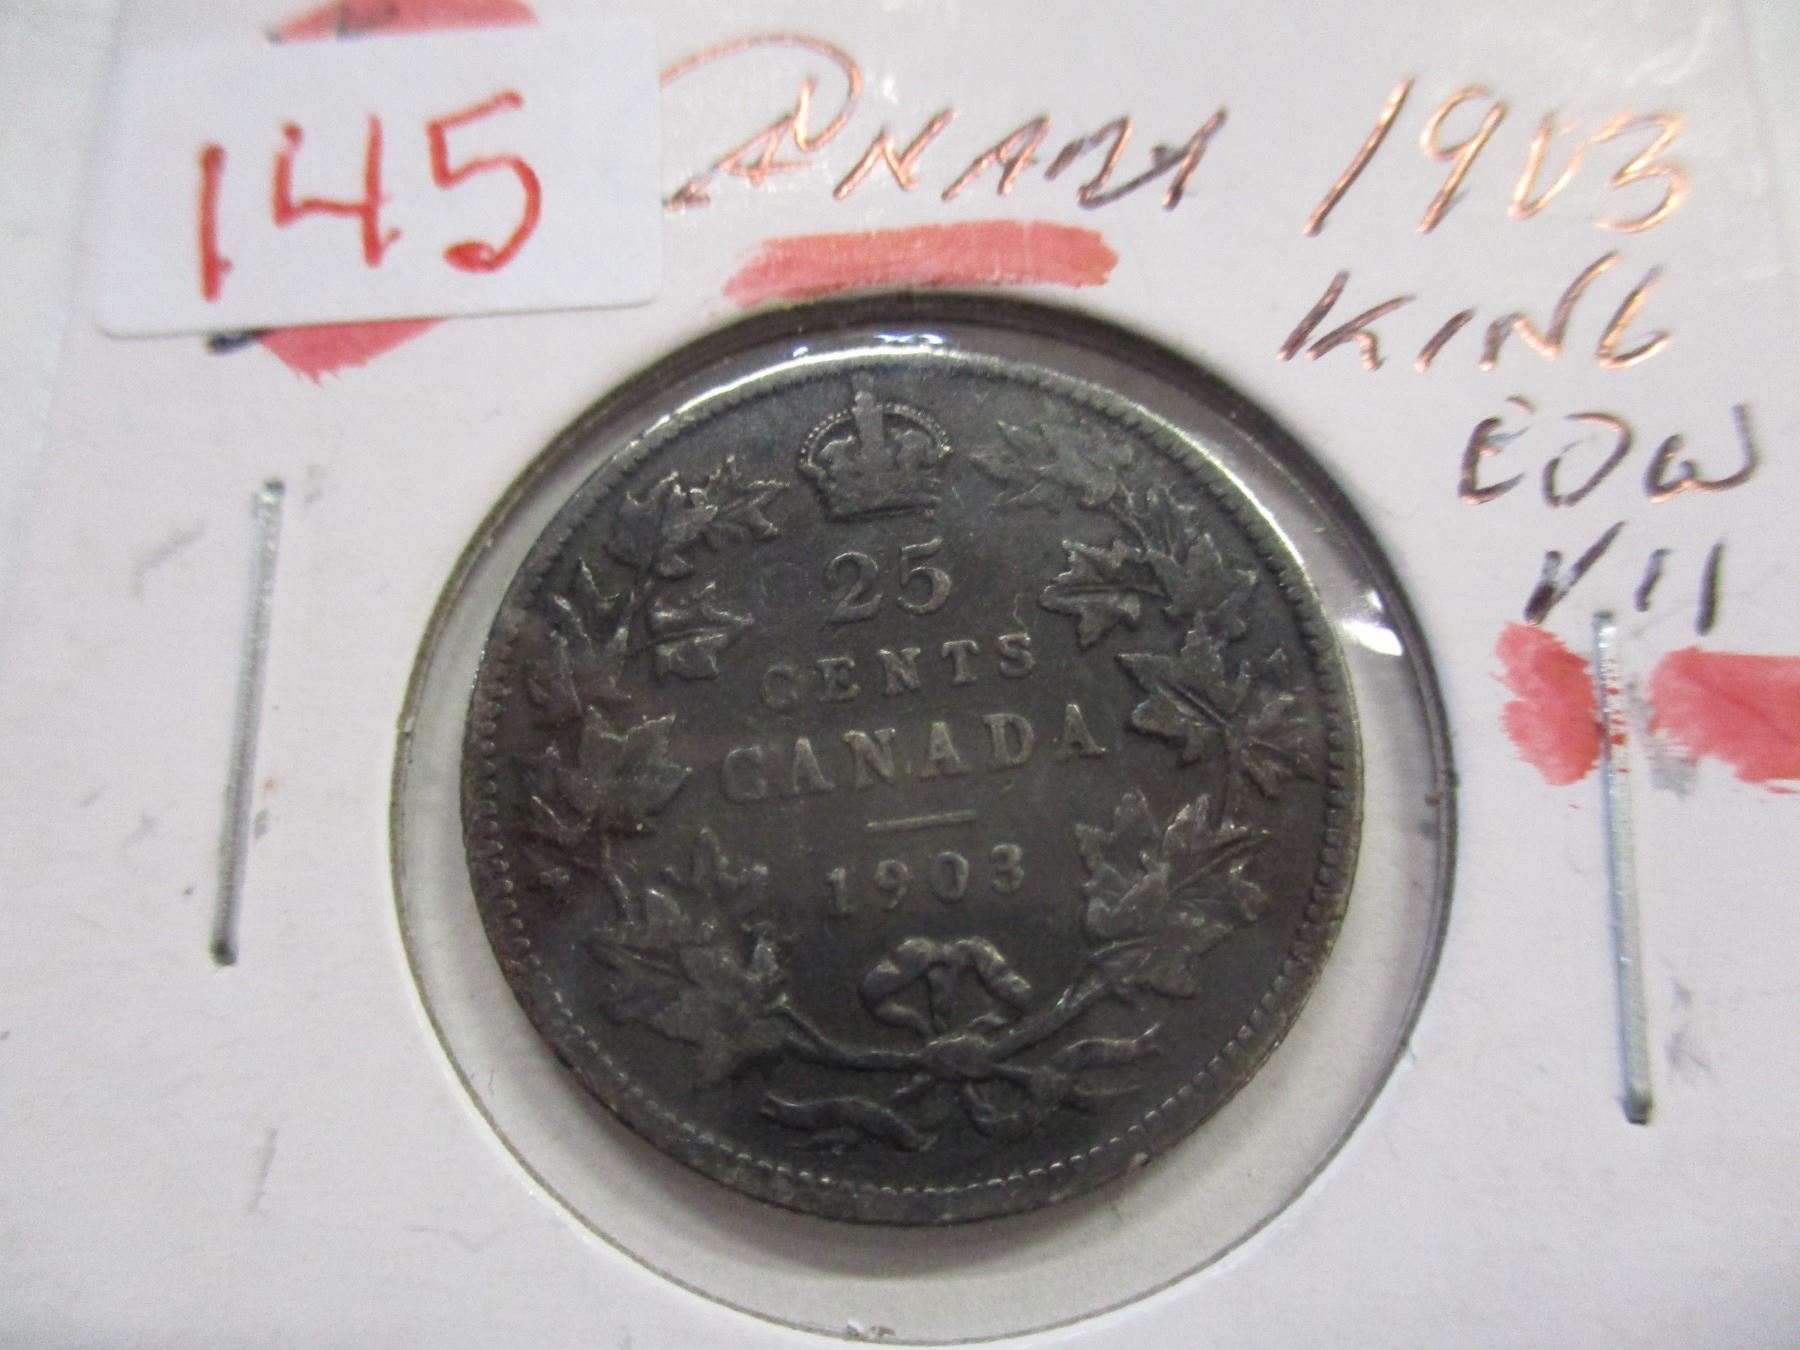 145
CANADA 1903
KING
EDW
VII
25
CENTS
CANADA
1903